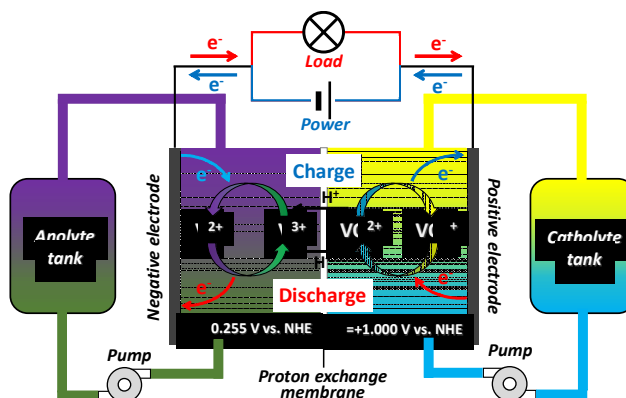 e-
e-
Load
e-
e-
Power
Anolyte
tank
Negative electrode
e-
Charge
H+
e-
2+
3+
VO 2+
+
Positive electrode
Catholyte
tank
e-
Discharge
e-
0.255 V vs. NHE
=+1.000 V vs. NHE
Pump
Pump
Proton exchange
membrane